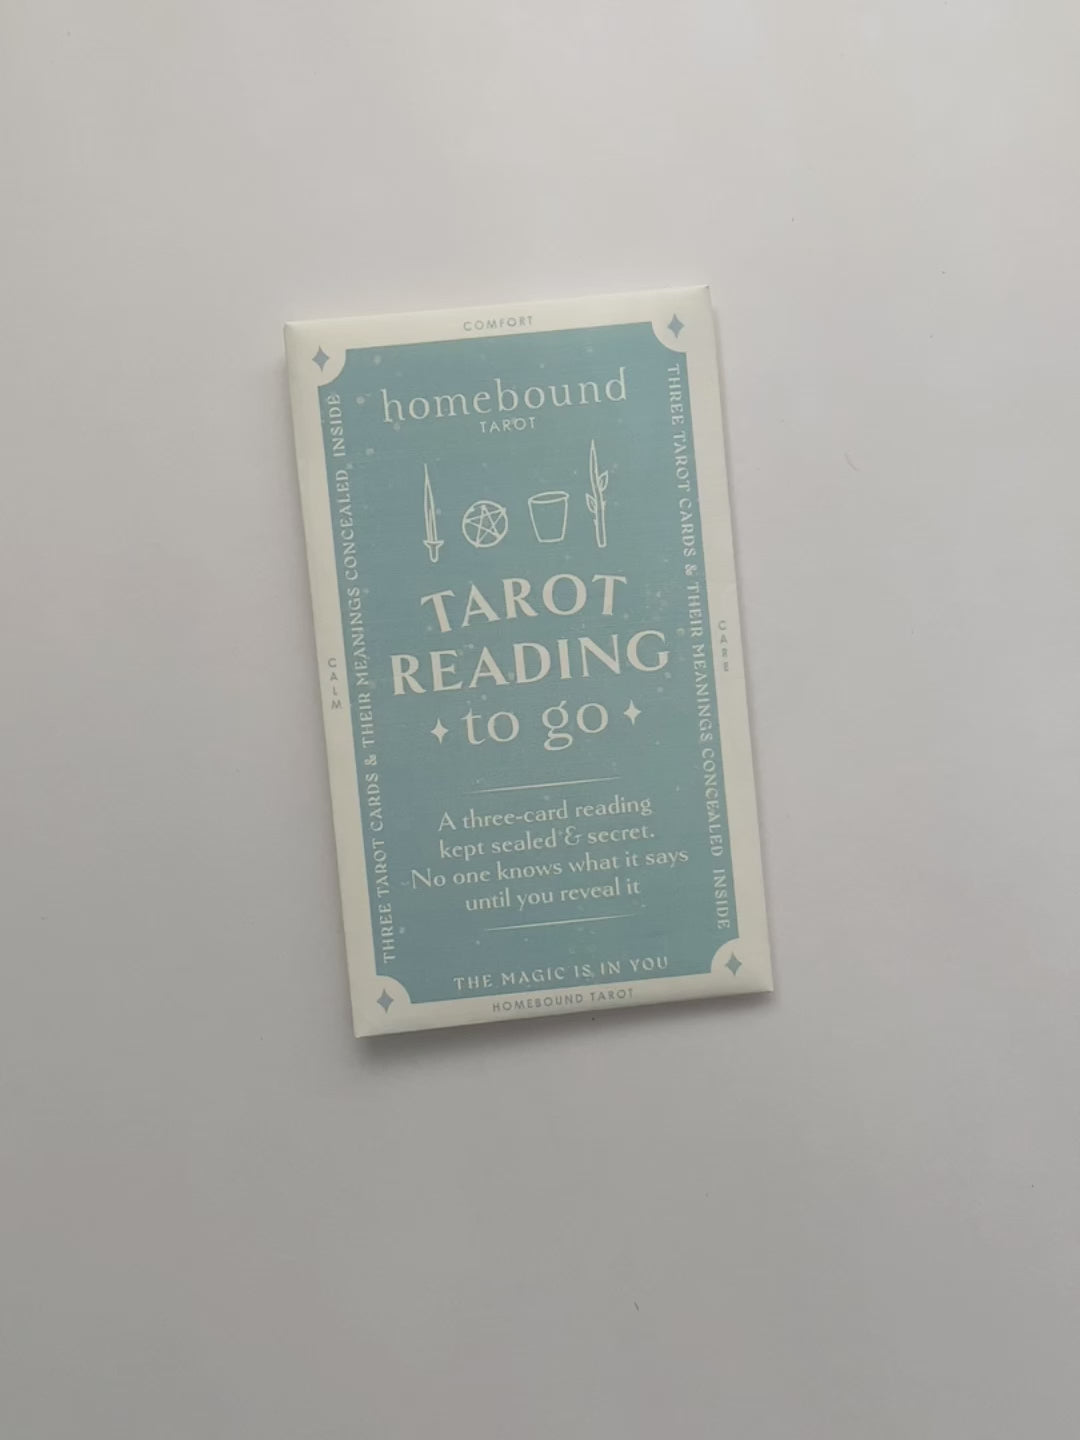 COMFORT
homebound
TAROT
TAROT
READING
to go
A three-card reading
kept sealed & secret.
No one knows what it says
until you reveal it
THE MAGIC IS IN YOU
HOMEBOUND TAROT
THREE TAROT CARDS & THEIR MEANINGS CONCEALED INSIDE
CALM
THREE TAROT CARDS & THEIR MEANINGS CONCEALED INSIDE
CARE